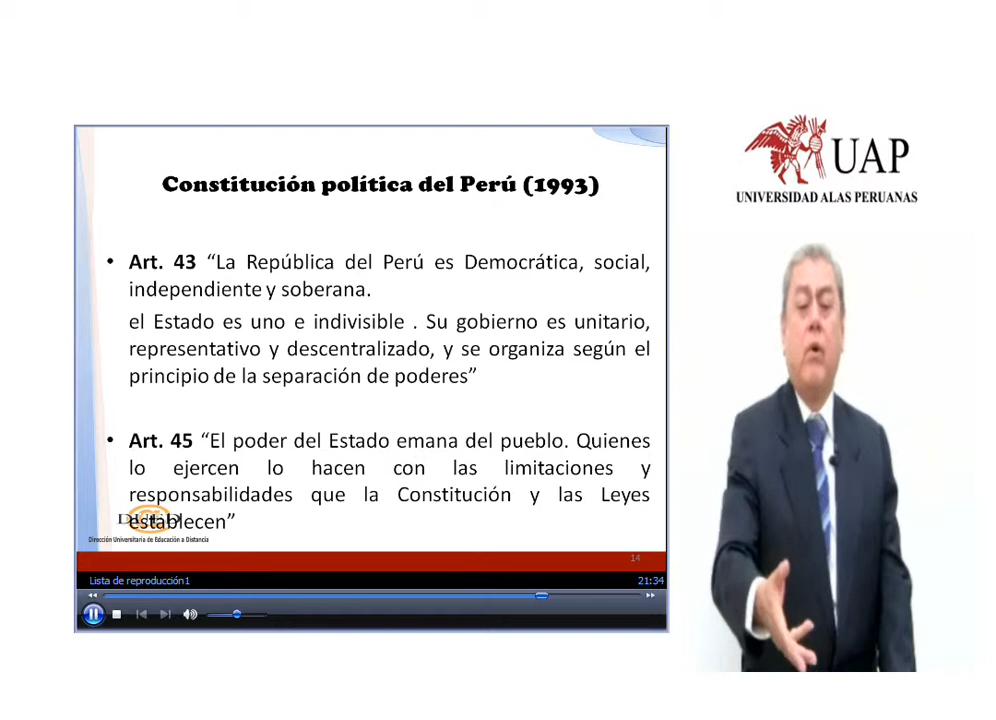 UAP
UNIVERSIDAD ALAS PERUANAS
Constitución política del Perú (1993)
• Art. 43 “La República del Perú es Democrática, social,
independiente y soberana.
el Estado es uno e indivisible . Su gobierno es unitario,
representativo y descentralizado, y se organiza según el
principio de la separación de poderes”
• Art. 45 “El poder del Estado emana del pueblo. Quienes
lo ejercen lo hacen con las limitaciones y
responsabilidades que la Constitución y las Leyes
establecen”
Dirección Universitaria de Educación a Distancia
14
Lista de reproducción1
21:34